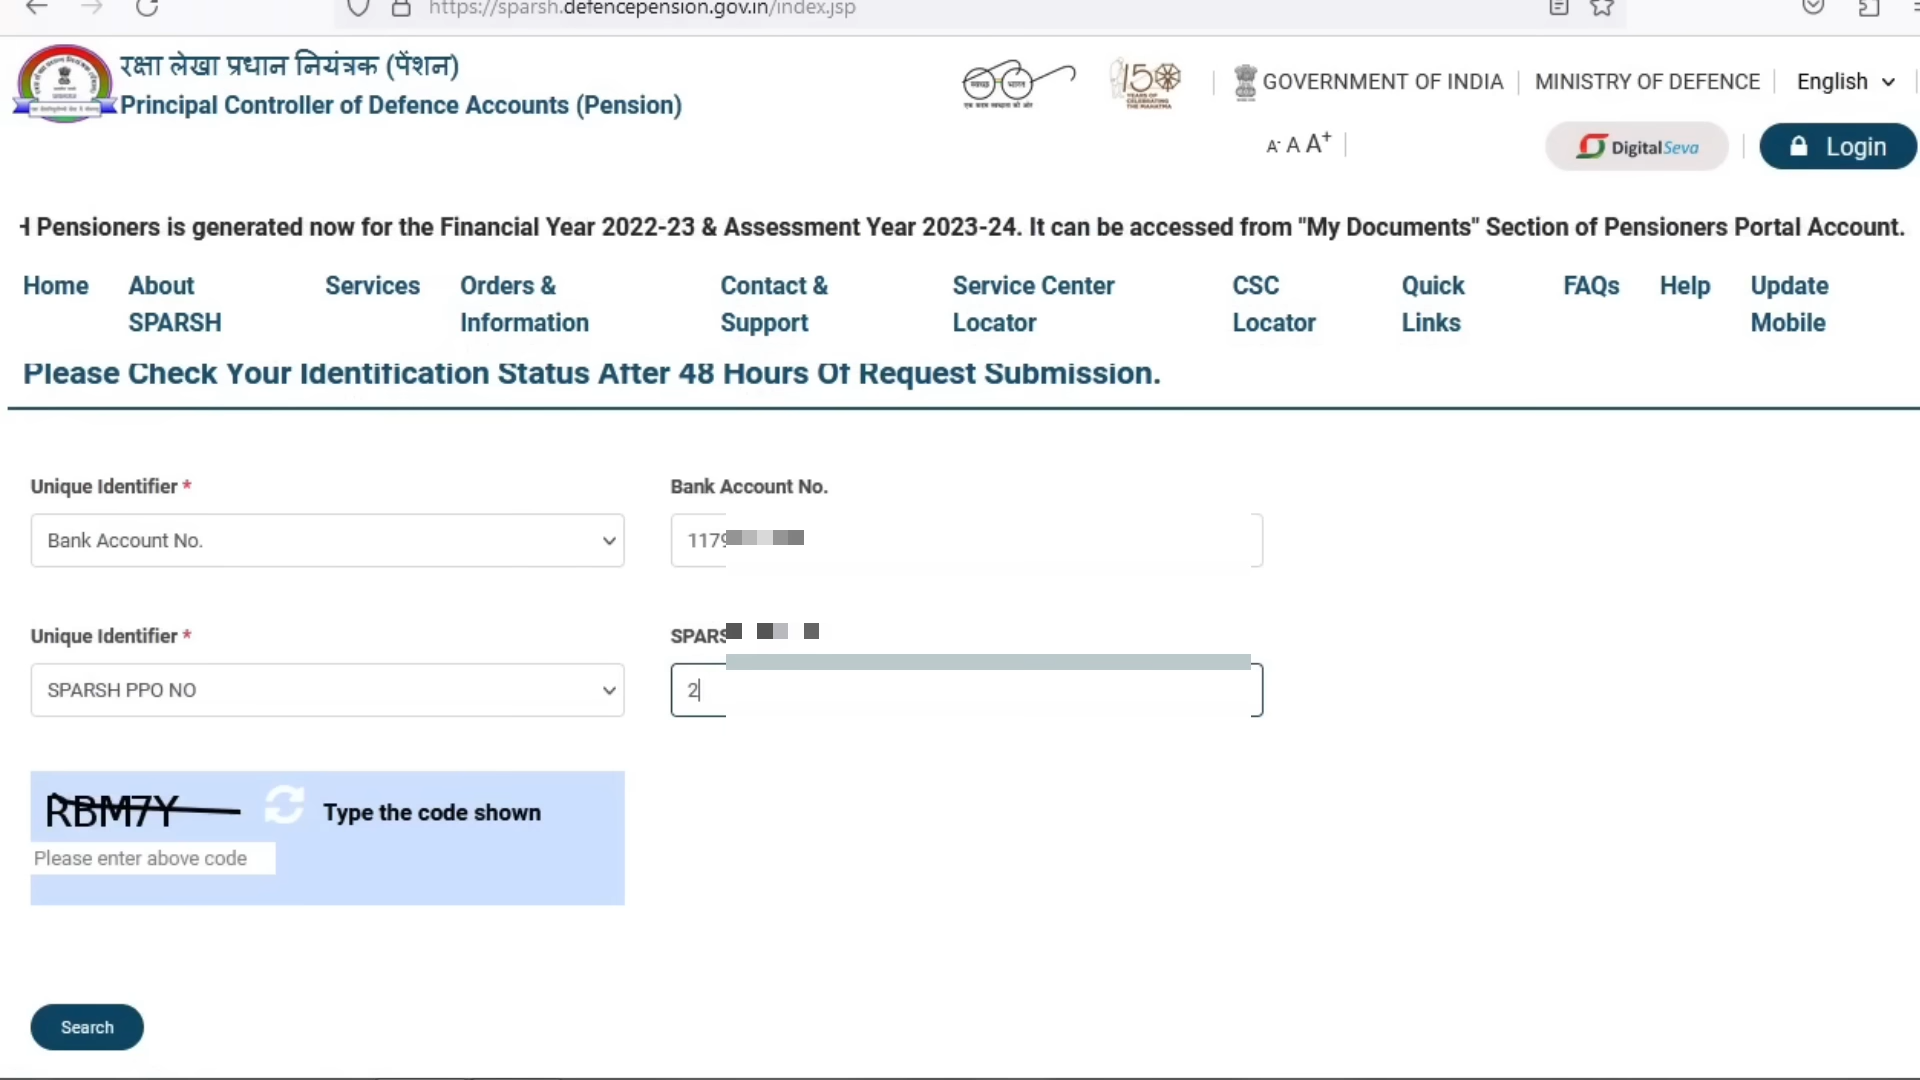 https://sparsh.defencepension.gov.in/index.jsp
रक्षा लेखा प्रधान नियंत्रक (पेंशन)
Principal Controller of Defence Accounts (Pension)
GOVERNMENT OF INDIA
MINISTRY OF DEFENCE
English
A- A A+
DigitalSeva
Login
Pensioners is generated now for the Financial Year 2022-23 & Assessment Year 2023-24. It can be accessed from "My Documents" Section of Pensioners Portal Account.
Home
About SPARSH
Services
Orders & Information
Contact & Support
Service Center Locator
CSC Locator
Quick Links
FAQs
Help
Update Mobile
Please Check Your Identification Status After 48 Hours Of Request Submission.
Unique Identifier *
Bank Account No.
Bank Account No.
1179
Unique Identifier *
SPARS
SPARSH PPO NO
2
RBM7Y
Type the code shown
Please enter above code
Search